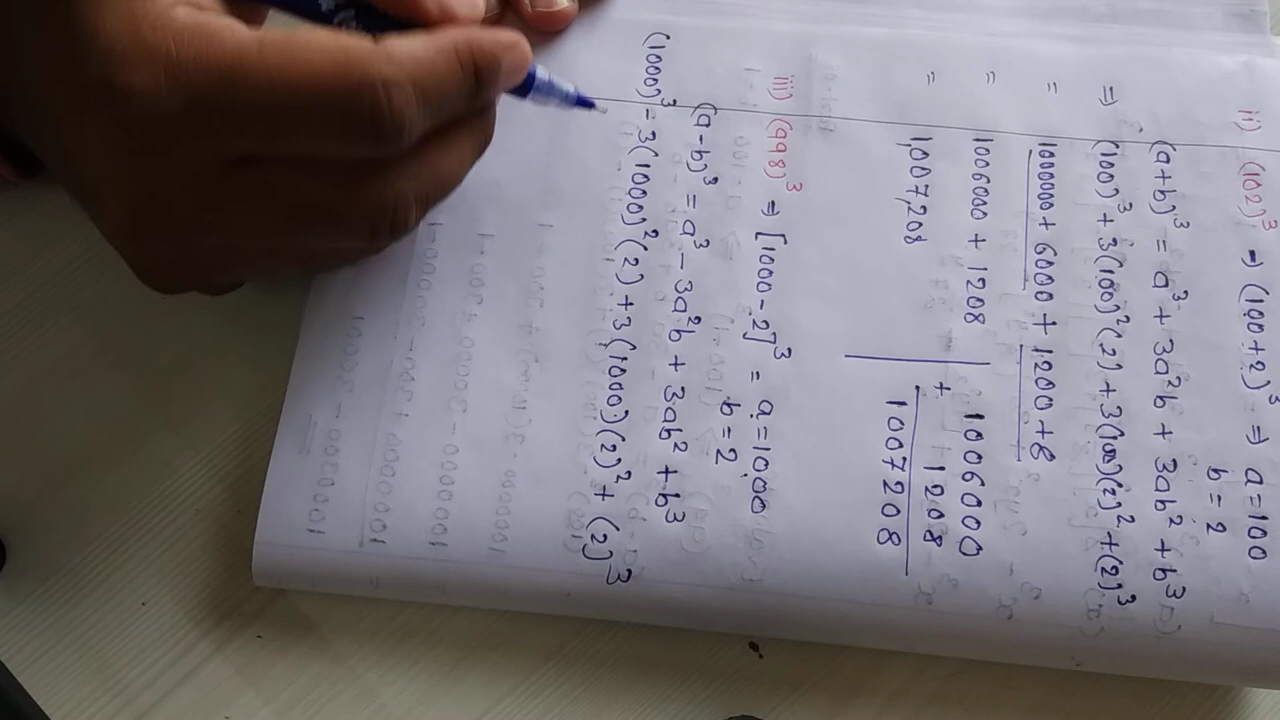 ii) (102)³ ⇒ (100+2)³ ⇒ a=100
b=2
(a+b)³ = a³ + 3a²b + 3ab² + b³
⇒ (100)³ + 3(100)²(2) + 3(100)(2)² + (2)³
= 1000000 + 6000 + 1200 + 8
= 1006000 + 1208
= 1,007,208
1006000
+ 1208
1007208
iii) (998)³ ⇒ [1000-2]³ = a=1000
b=2
(a-b)³ = a³ - 3a²b + 3ab² + b³
(1000)³ - 3(1000)²(2) + 3(1000)(2)² + (2)³